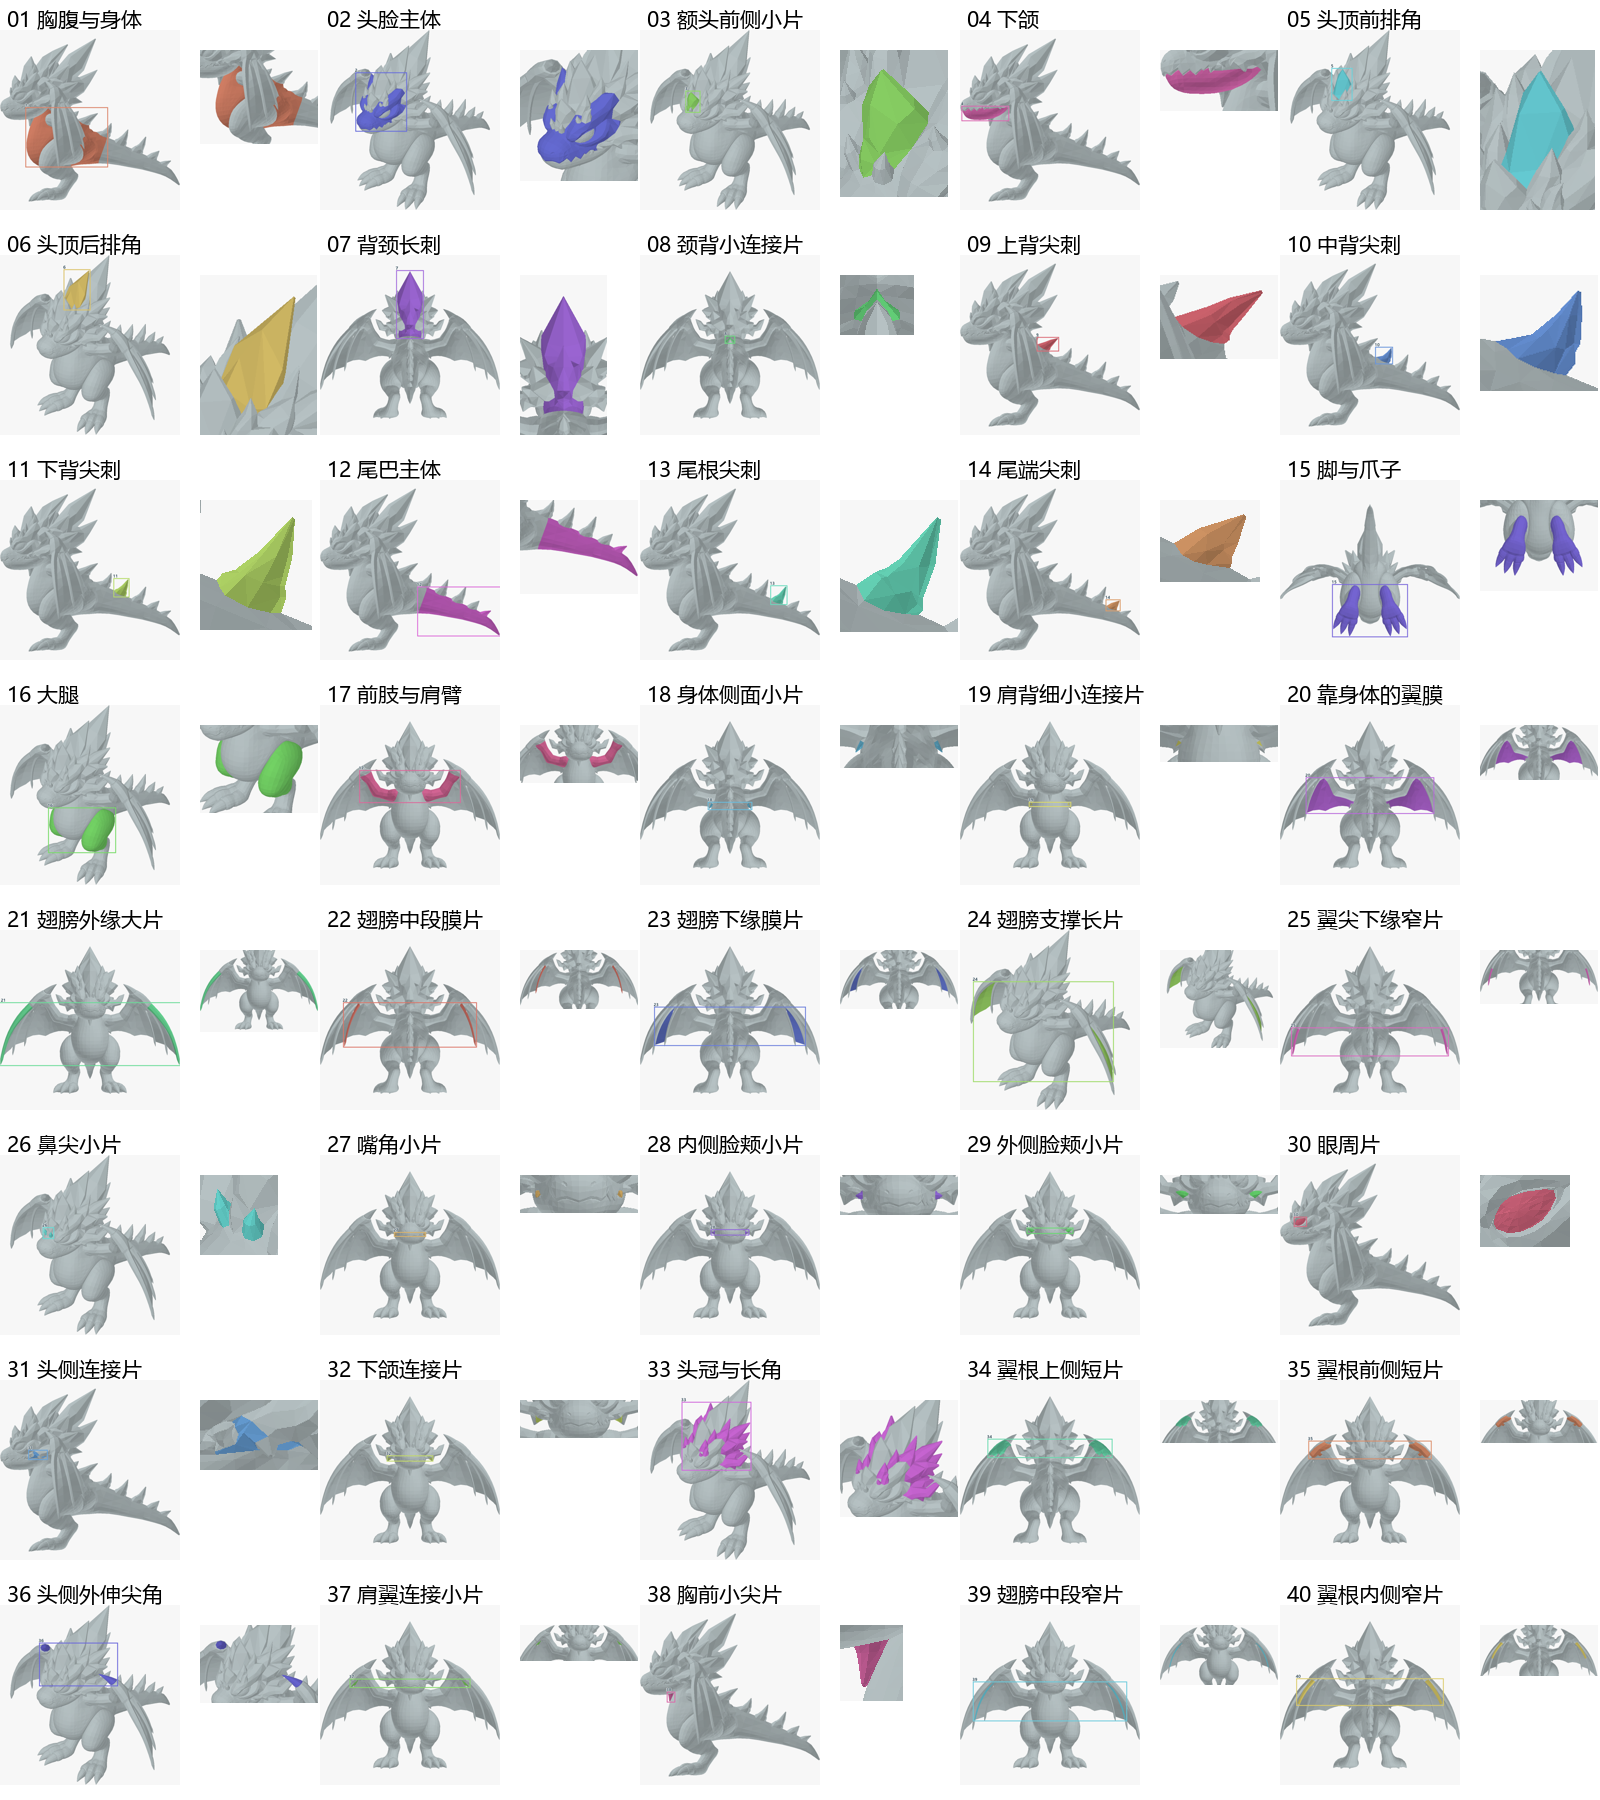 01 胸腹与身体
02 头脸主体
03 额头前侧小片
04 下颌
05 头顶前排角
06 头顶后排角
07 背颈长刺
08 颈背小连接片
09 上背尖刺
10 中背尖刺
11 下背尖刺
12 尾巴主体
13 尾根尖刺
14 尾端尖刺
15 脚与爪子
16 大腿
17 前肢与肩臂
18 身体侧面小片
19 肩背细小连接片
20 靠身体的翼膜
21 翅膀外缘大片
22 翅膀中段膜片
23 翅膀下缘膜片
24 翅膀支撑长片
25 翼尖下缘窄片
26 鼻尖小片
27 嘴角小片
28 内侧脸颊小片
29 外侧脸颊小片
30 眼周片
31 头侧连接片
32 下颌连接片
33 头冠与长角
34 翼根上侧短片
35 翼根前侧短片
36 头侧外伸尖角
37 肩翼连接小片
38 胸前小尖片
39 翅膀中段窄片
40 翼根内侧窄片